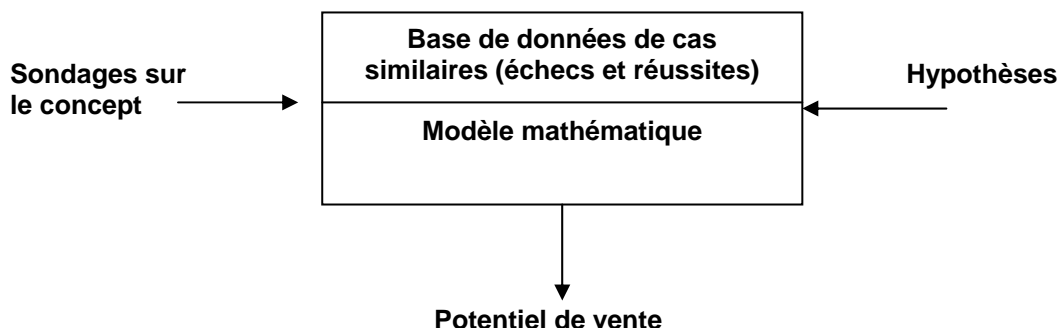 Base de données de cas
similaires (échecs et réussites)
Sondages sur
le concept
Hypothèses
Modèle mathématique
Potentiel de vente